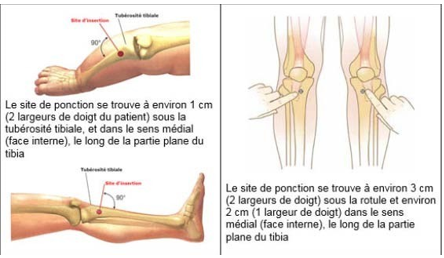 Tubérosité tibiale
Site d'insertion
90°
Le site de ponction se trouve à environ 1 cm
(2 largeurs de doigt du patient) sous la
tubérosité tibiale, et dans le sens médial
(face interne), le long de la partie plane du
tibia
Tubérosité tibiale
Site d'insertion
90°
Le site de ponction se trouve à environ 3 cm
(2 largeurs de doigt) sous la rotule et environ
2 cm (1 largeur de doigt) dans le sens
médial (face interne), le long de la partie
plane du tibia